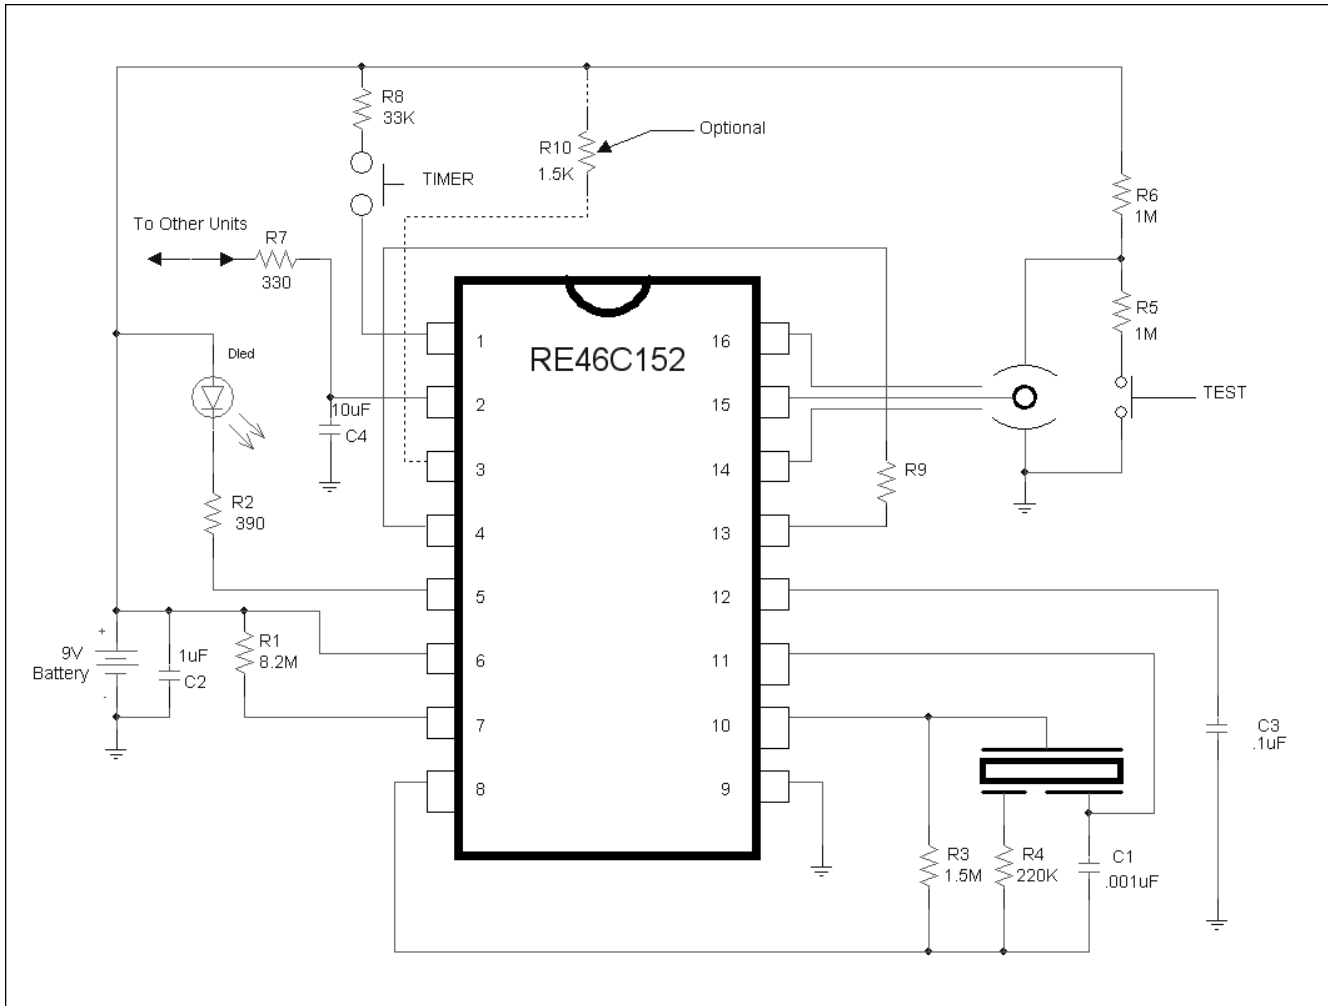 R8
33K
Optional
R10
1.5K
TIMER
R6
1M
To Other Units
R7
330
R5
1M
Dled
1
16
RE46C152
10uF
C4
2
15
TEST
3
14
R9
R2
390
4
13
5
12
+
9V
Battery
-
1uF
C2
R1
8.2M
6
11
7
10
C3
.1uF
8
9
R3
1.5M
R4
220K
C1
.001uF